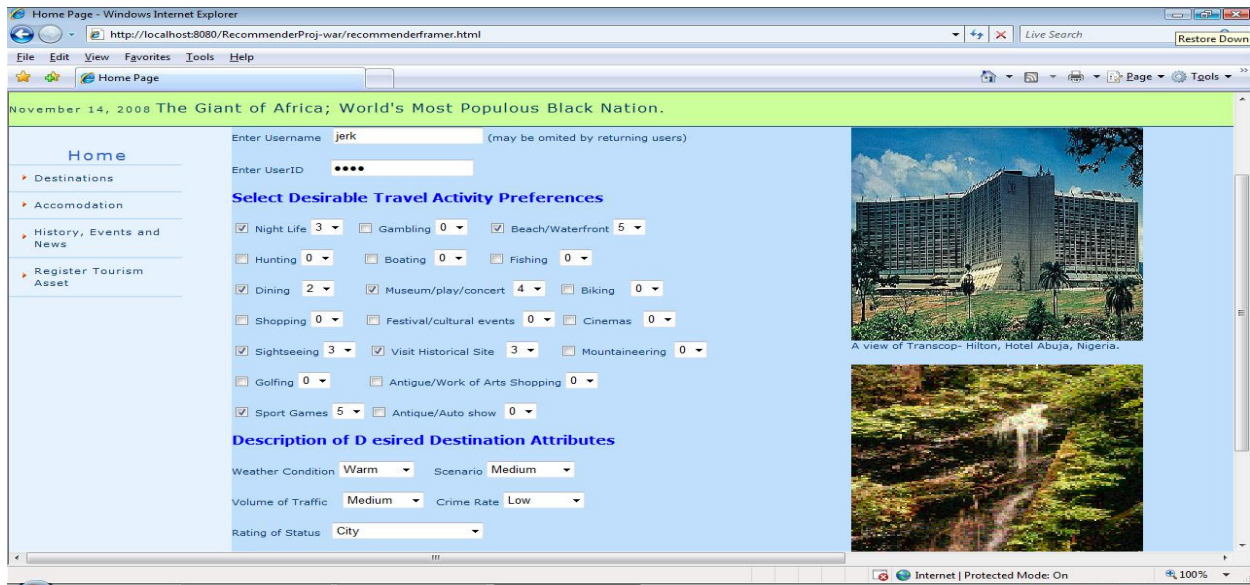 Home Page - Windows Internet Explorer
http://localhost:8080/RecommenderProj-war/recommenderframer.html
Live Search
Restore Down
File Edit View Favorites Tools Help
Home Page
Page Tools
November 14, 2008 The Giant of Africa; World's Most Populous Black Nation.
Home
Destinations
Accomodation
History, Events and
News
Register Tourism
Asset
Enter Username jerk (may be omited by returning users)
Enter UserID ••••
Select Desirable Travel Activity Preferences
Night Life 3 Gambling 0 Beach/Waterfront 5
Hunting 0 Boating 0 Fishing 0
Dining 2 Museum/play/concert 4 Biking 0
Shopping 0 Festival/cultural events 0 Cinemas 0
Sightseeing 3 Visit Historical Site 3 Mountaineering 0
Golfing 0 Antigue/Work of Arts Shopping 0
Sport Games 5 Antique/Auto show 0
Description of D esired Destination Attributes
Weather Condition Warm Scenario Medium
Volume of Traffic Medium Crime Rate Low
Rating of Status City
A view of Transcop- Hilton, Hotel Abuja, Nigeria.
Internet | Protected Mode: On
100%